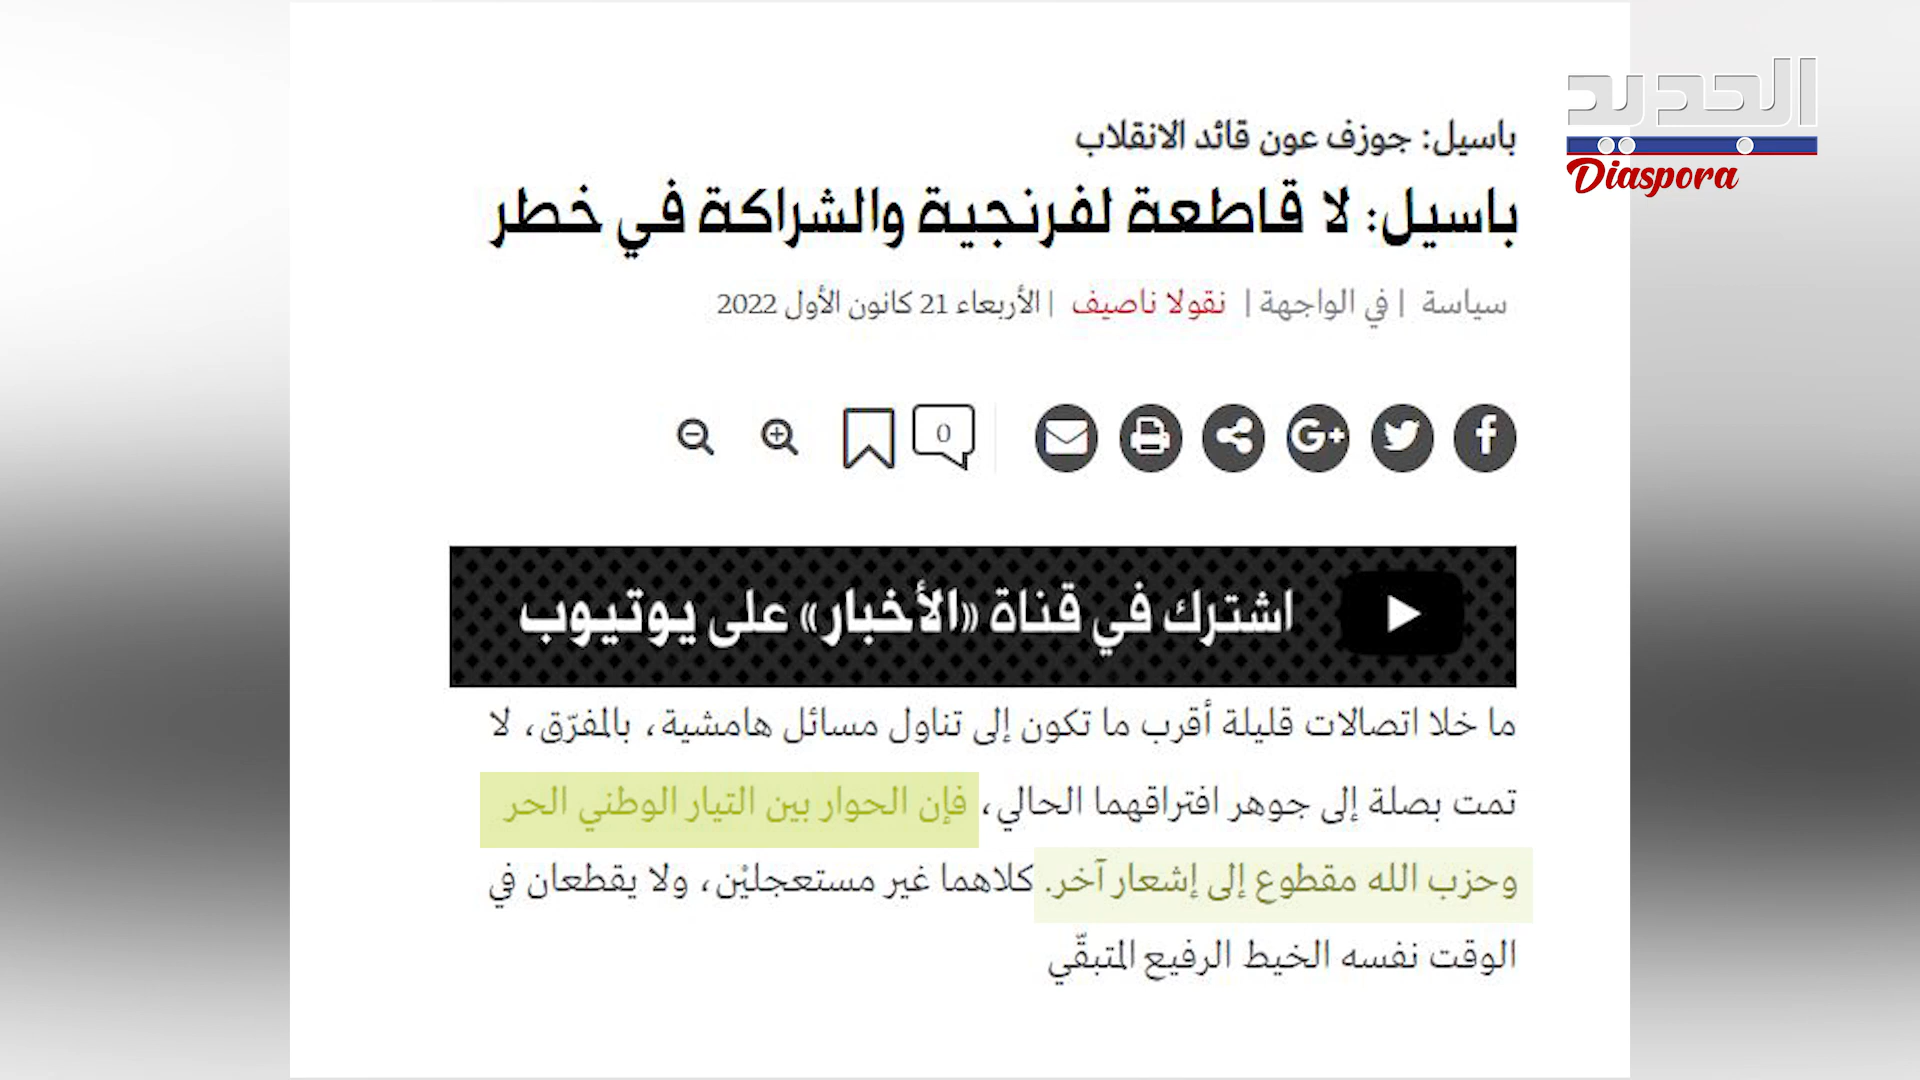 الجديد
Diaspora
باسيل: جوزف عون قائد الانقلاب
باسيل: لا قاطعة لفرنجية والشراكة في خطر
سياسة | في الواجهة | نقولا ناصيف | الأربعاء 21 كانون الأول 2022
0
اشترك في قناة «الأخبار» على يوتيوب
ما خلا اتصالات قليلة أقرب ما تكون إلى تناول مسائل هامشية، بالمفرّق، لا
تمت بصلة إلى جوهر افتراقهما الحالي، فإن الحوار بين التيار الوطني الحر
وحزب الله مقطوع إلى إشعار آخر. كلاهما غير مستعجليْن، ولا يقطعان في
الوقت نفسه الخيط الرفيع المتبقّي